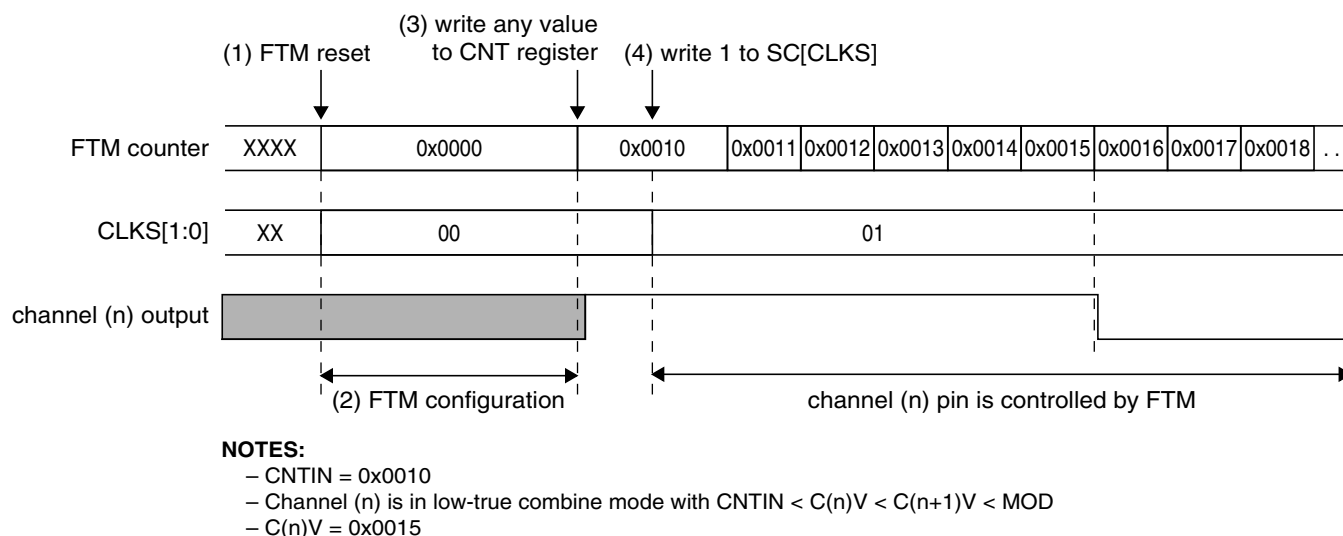 (3) write any value
(1) FTM reset to CNT register (4) write 1 to SC[CLKS]
FTM counter XXXX 0x0000 0x0010 0x0011 0x0012 0x0013 0x0014 0x0015 0x0016 0x0017 0x0018 . .
CLKS[1:0] XX 00 01
channel (n) output
(2) FTM configuration channel (n) pin is controlled by FTM
NOTES:
– CNTIN = 0x0010
– Channel (n) is in low-true combine mode with CNTIN < C(n)V < C(n+1)V < MOD
– C(n)V = 0x0015